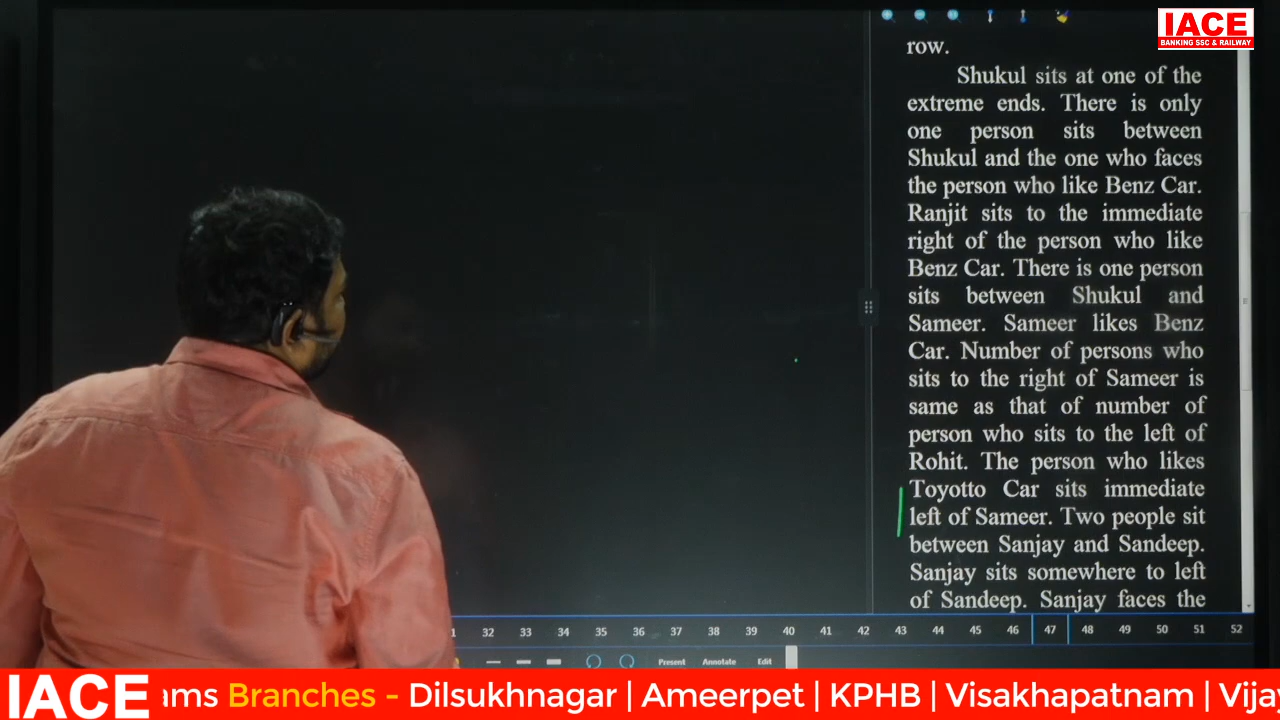 IACE
BANKING SSC & RAILWAY
row.
Shukul sits at one of the
extreme ends. There is only
one person sits between
Shukul and the one who faces
the person who like Benz Car.
Ranjit sits to the immediate
right of the person who like
Benz Car. There is one person
sits between Shukul and
Sameer. Sameer likes Benz
Car. Number of persons who
sits to the right of Sameer is
same as that of number of
person who sits to the left of
Rohit. The person who likes
Toyotto Car sits immediate
left of Sameer. Two people sit
between Sanjay and Sandeep.
Sanjay sits somewhere to left
of Sandeep. Sanjay faces the
32 33 34 35 36 37 38 39 40 41 42 43 44 45 46 47 48 49 50 51 52
Present Annotate Edit
IACE ams Branches - Dilsukhnagar | Ameerpet | KPHB | Visakhapatnam | Vijay